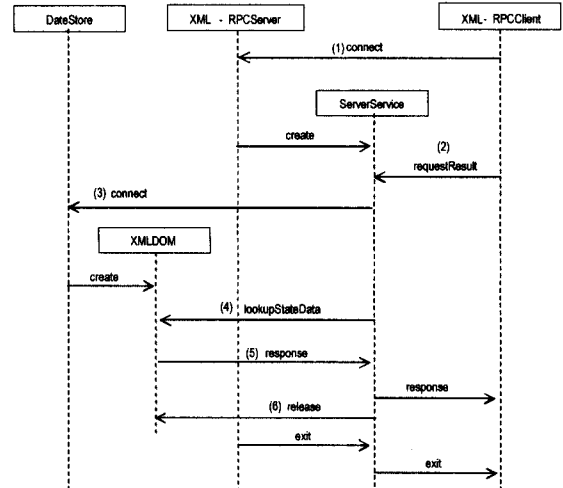 DateStore
XML - RPCServer
XML- RPCClient
(1) connect
ServerService
create
(2)
requestResult
(3) connect
XMLDOM
create
(4) lookupStateData
(5) response
response
(6) release
exit
exit